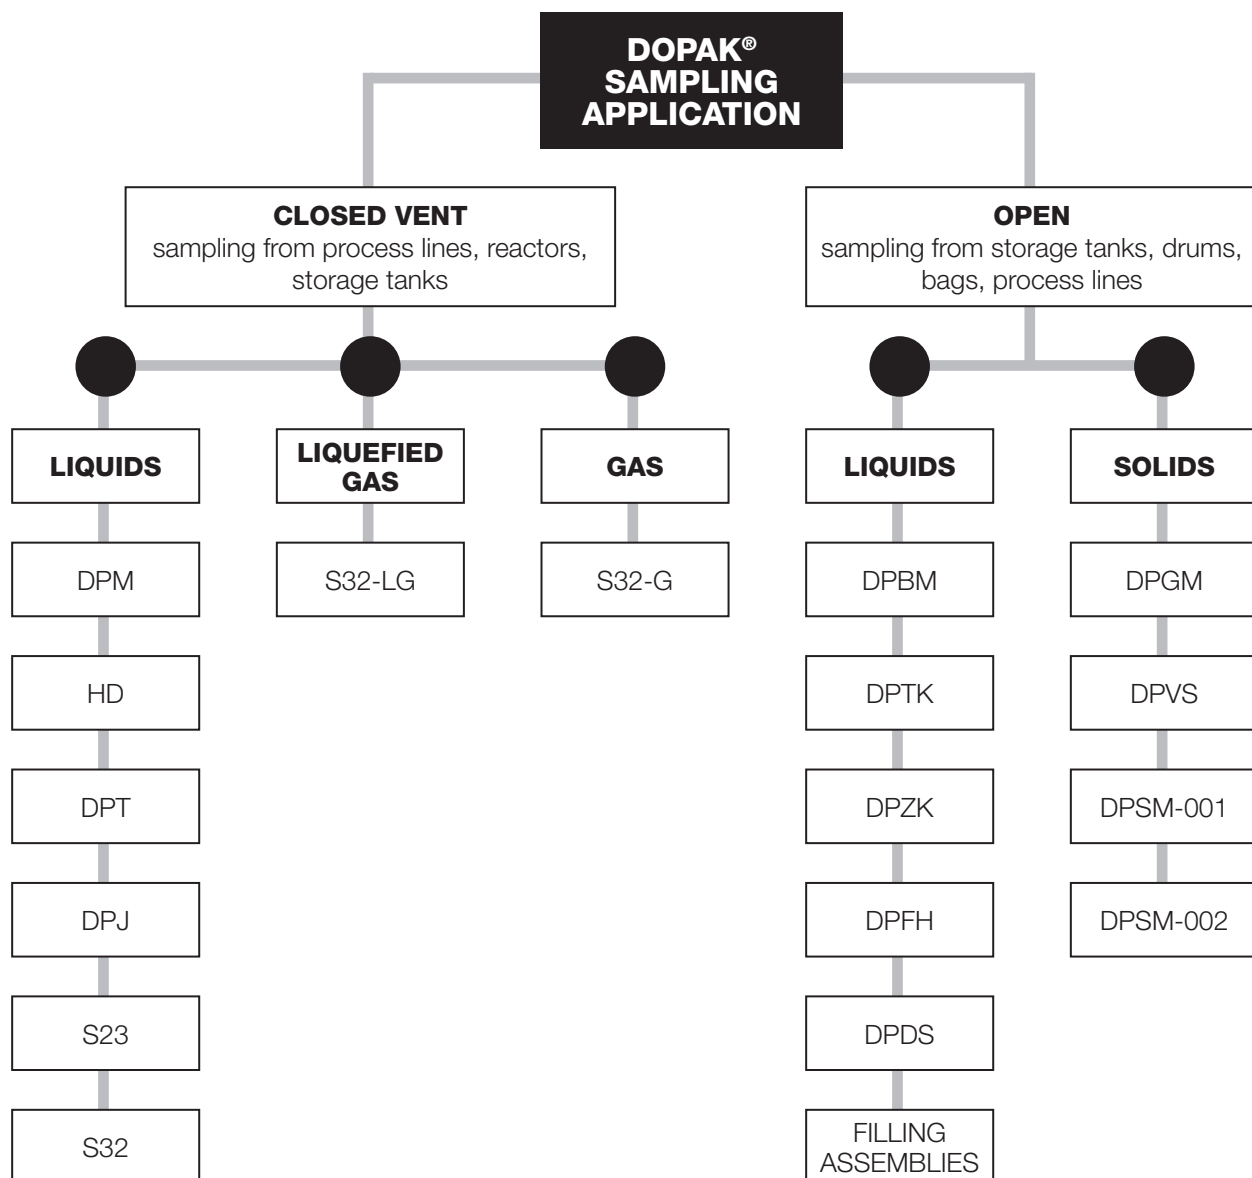 DOPAK®
SAMPLING
APPLICATION
CLOSED VENT
sampling from process lines, reactors,
storage tanks
OPEN
sampling from storage tanks, drums,
bags, process lines
LIQUIDS
LIQUEFIED
GAS
GAS
LIQUIDS
SOLIDS
DPM
S32-LG
S32-G
DPBM
DPGM
HD
DPTK
DPVS
DPT
DPZK
DPSM-001
DPJ
DPFH
DPSM-002
S23
DPDS
S32
FILLING
ASSEMBLIES